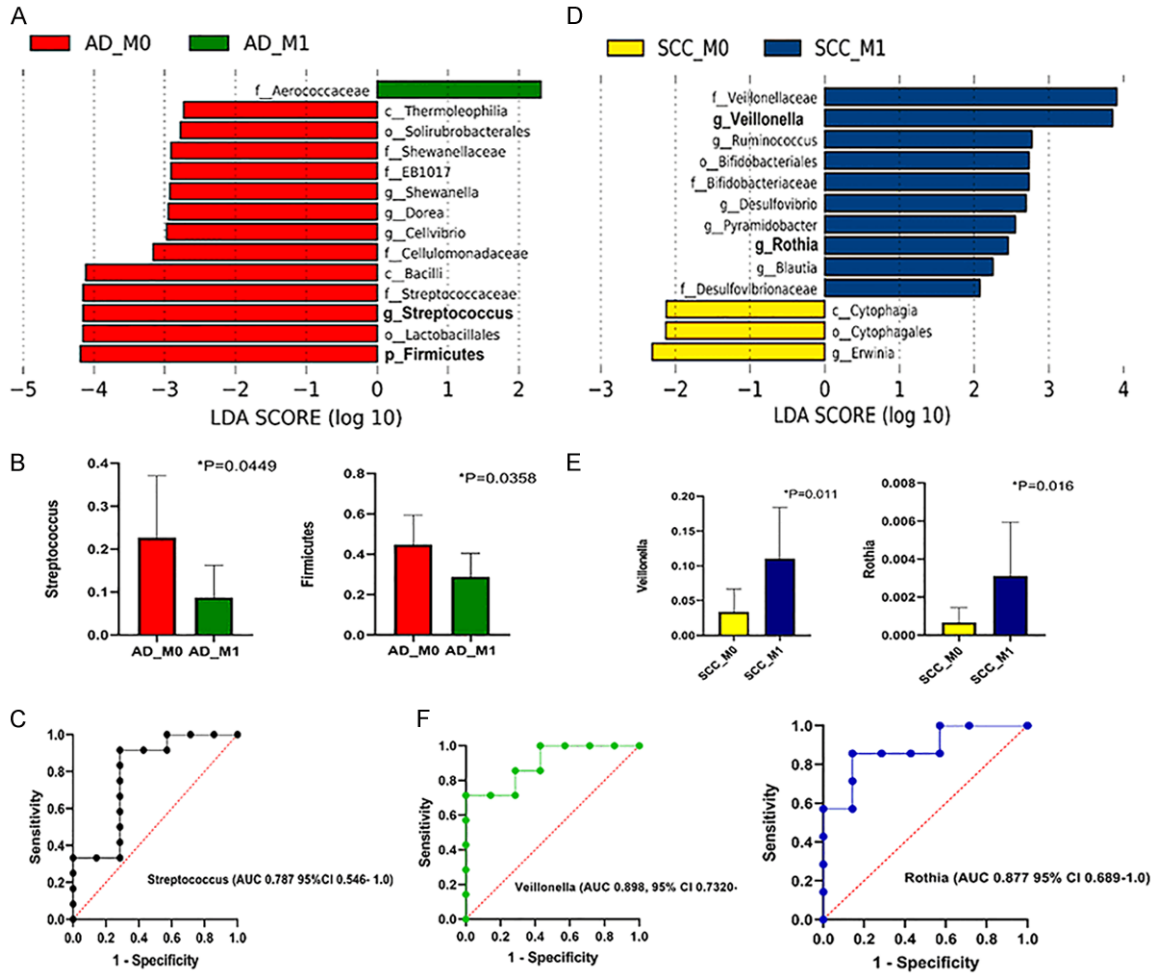 A
AD_M0 AD_M1
f__Aerococcaceae
c__Thermoleophilia
o__Solirubrobacterales
f__Shewanellaceae
f__EB1017
g__Shewanella
g__Dorea
g__Cellvibrio
f__Cellulomonadaceae
c__Bacilli
f__Streptococcaceae
g__Streptococcus
o__Lactobacillales
p_Firmicutes
−5 −4 −3 −2 −1 0 1 2
LDA SCORE (log 10)
D
SCC_M0 SCC_M1
f__Veillonellaceae
g_Veillonella
g__Ruminococcus
o__Bifidobacteriales
f__Bifidobacteriaceae
g__Desulfovibrio
g__Pyramidobacter
g_Rothia
g__Blautia
f__Desulfovibrionaceae
c__Cytophagia
o__Cytophagales
g__Erwinia
−3 −2 −1 0 1 2 3 4
LDA SCORE (log 10)
B
Streptococcus
0.4
0.3
0.2
0.1
0.0
*P=0.0449
AD_M0 AD_M1
Firmicutes
0.8
0.6
0.4
0.2
0.0
*P=0.0358
AD_M0 AD_M1
E
Veillonella
0.20
0.15
0.10
0.05
0.00
*P=0.011
SCC_M0 SCC_M1
Rothia
0.008
0.006
0.004
0.002
0.000
*P=0.016
SCC_M0 SCC_M1
C
Sensitivity
1.0
0.8
0.6
0.4
0.2
0.0
Streptococcus (AUC 0.787 95%CI 0.546- 1.0)
0.0 0.2 0.4 0.6 0.8 1.0
1 - Specificity
F
Sensitivity
1.0
0.8
0.6
0.4
0.2
0.0
Veillonella (AUC 0.898, 95% CI 0.7320-
0.0 0.2 0.4 0.6 0.8 1.0
1 - Specificity
Sensitivity
1.0
0.8
0.6
0.4
0.2
0.0
Rothia (AUC 0.877 95% CI 0.689-1.0)
0.0 0.2 0.4 0.6 0.8 1.0
1 - Specificity